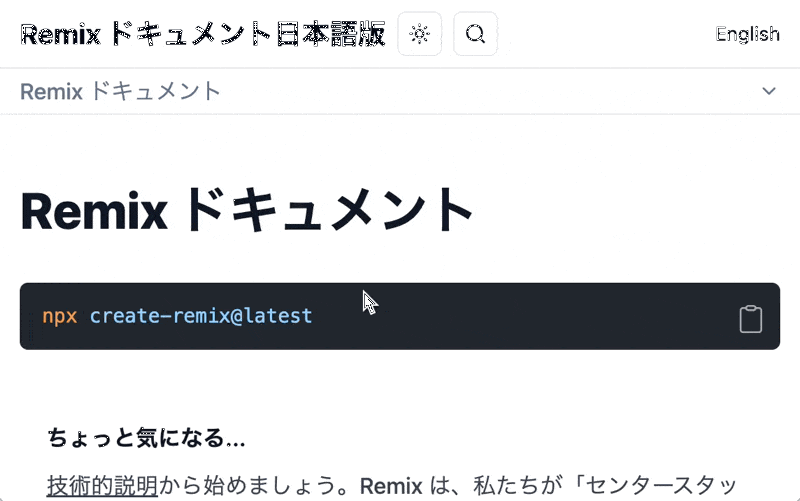 Remix ドキュメント日本語版
English
Remix ドキュメント
Remix ドキュメント
npx create-remix@latest
ちょっと気になる...
技術的説明から始めましょう。Remix は、私たちが「センタースタッ